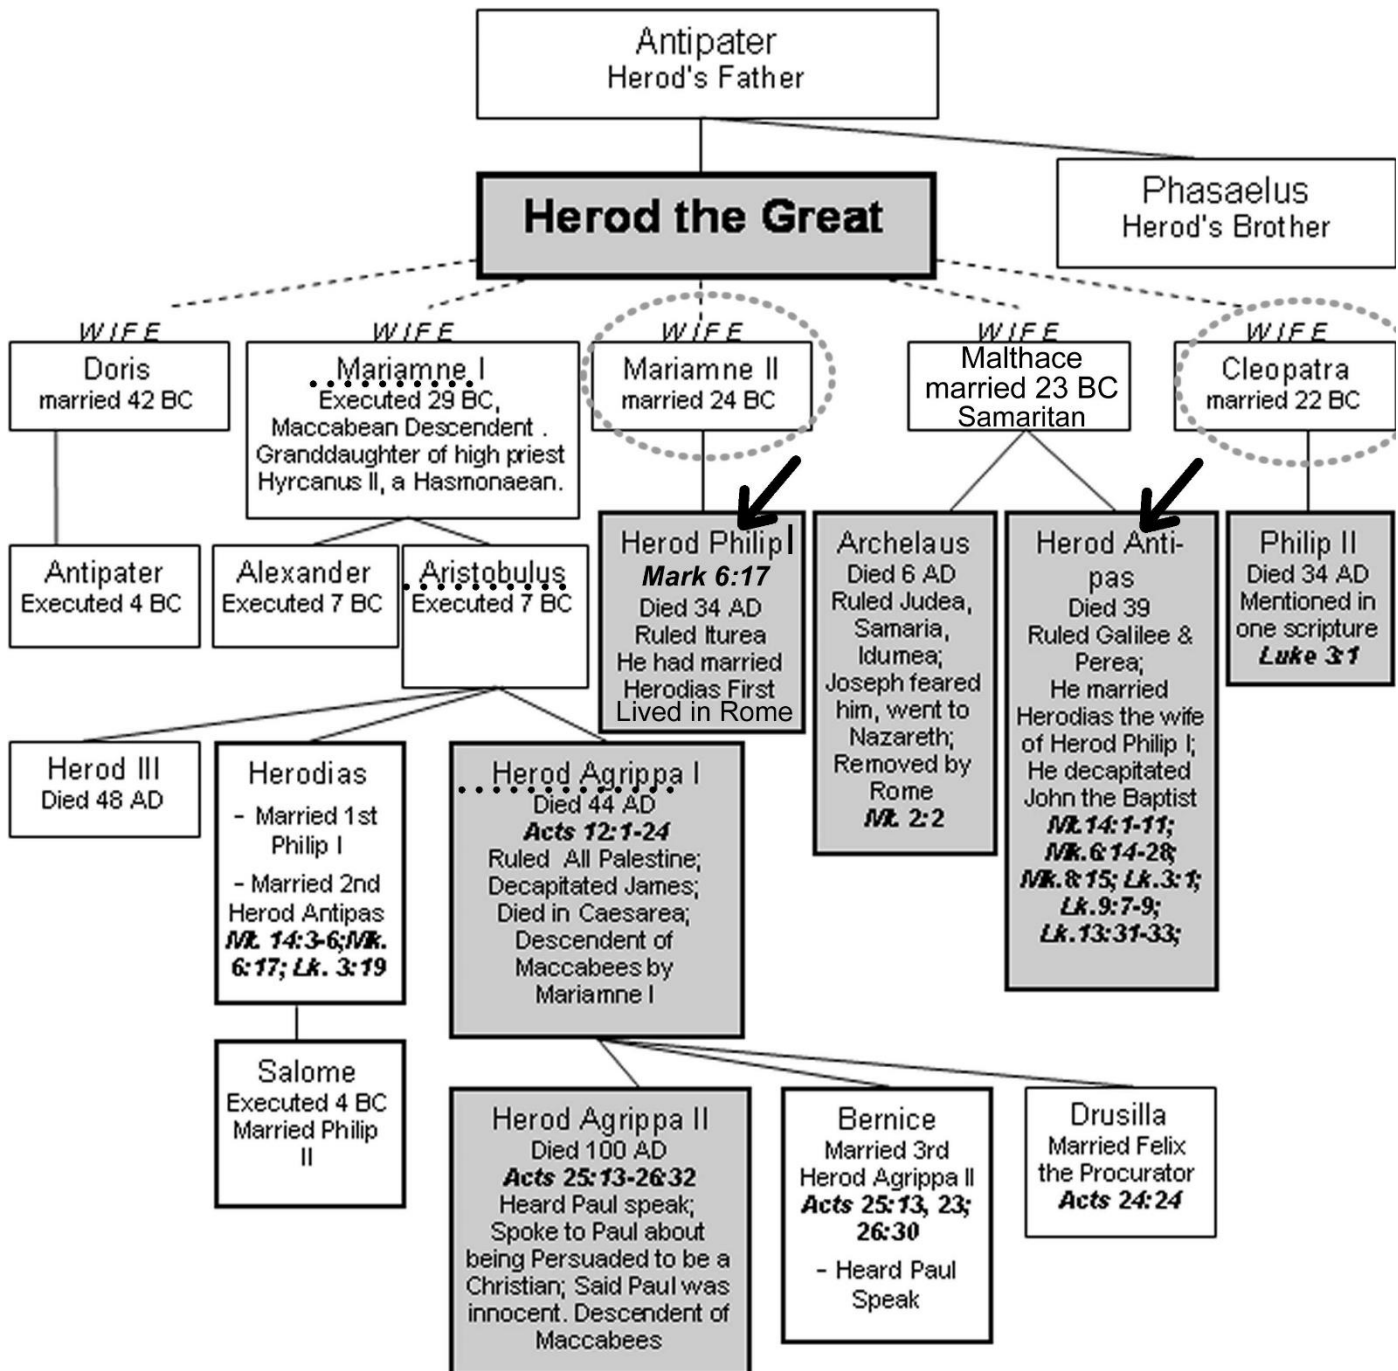 Antipater
Herod's Father
Herod the Great
Phasaelus
Herod's Brother
WIFE
Doris
married 42 BC
WIFE
Mariamne I
Executed 29 BC,
Maccabean Descendent .
Granddaughter of high priest
Hyrcanus II, a Hasmonaean.
WIFE
Mariamne II
married 24 BC
WIFE
Malthace
married 23 BC
Samaritan
WIFE
Cleopatra
married 22 BC
Antipater
Executed 4 BC
Alexander
Executed 7 BC
Aristobulus
Executed 7 BC
Herod Philip I
Mark 6:17
Died 34 AD
Ruled Iturea
He had married
Herodias First
Lived in Rome
Archelaus
Died 6 AD
Ruled Judea,
Samaria,
Idumea;
Joseph feared
him, went to
Nazareth;
Removed by
Rome
Mt. 2:2
Herod Anti-
pas
Died 39
Ruled Galilee &
Perea;
He married
Herodias the wife
of Herod Philip I;
He decapitated
John the Baptist
Mt.14:1-11;
Mk.6:14-28;
Mk.8:15; Lk.3:1;
Lk.9:7-9;
Lk.13:31-33;
Philip II
Died 34 AD
Mentioned in
one scripture
Luke 3:1
Herod III
Died 48 AD
Herodias
- Married 1st
Philip I
- Married 2nd
Herod Antipas
Mt. 14:3-6;Mk.
6:17; Lk. 3:19
Herod Agrippa I
Died 44 AD
Acts 12:1-24
Ruled All Palestine;
Decapitated James;
Died in Caesarea;
Descendent of
Maccabees by
Mariamne I
Salome
Executed 4 BC
Married Philip
II
Herod Agrippa II
Died 100 AD
Acts 25:13-26:32
Heard Paul speak;
Spoke to Paul about
being Persuaded to be a
Christian; Said Paul was
innocent. Descendent of
Maccabees
Bernice
Married 3rd
Herod Agrippa II
Acts 25:13, 23;
26:30
- Heard Paul
Speak
Drusilla
Married Felix
the Procurator
Acts 24:24